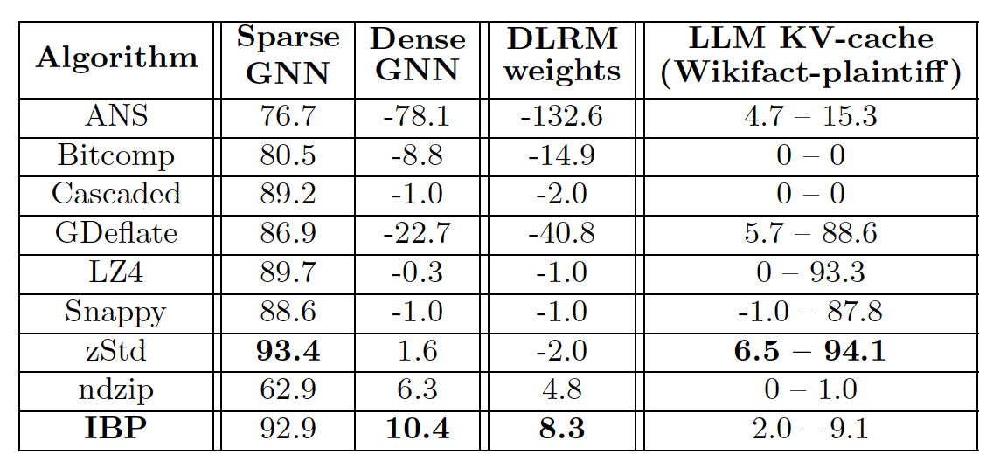 Algorithm Sparse GNN Dense GNN DLRM weights LLM KV-cache (Wikifact-plaintiff)
ANS 76.7 -78.1 -132.6 4.7 – 15.3
Bitcomp 80.5 -8.8 -14.9 0 – 0
Cascaded 89.2 -1.0 -2.0 0 – 0
GDeflate 86.9 -22.7 -40.8 5.7 – 88.6
LZ4 89.7 -0.3 -1.0 0 – 93.3
Snappy 88.6 -1.0 -1.0 -1.0 – 87.8
zStd 93.4 1.6 -2.0 6.5 – 94.1
ndzip 62.9 6.3 4.8 0 – 1.0
IBP 92.9 10.4 8.3 2.0 – 9.1